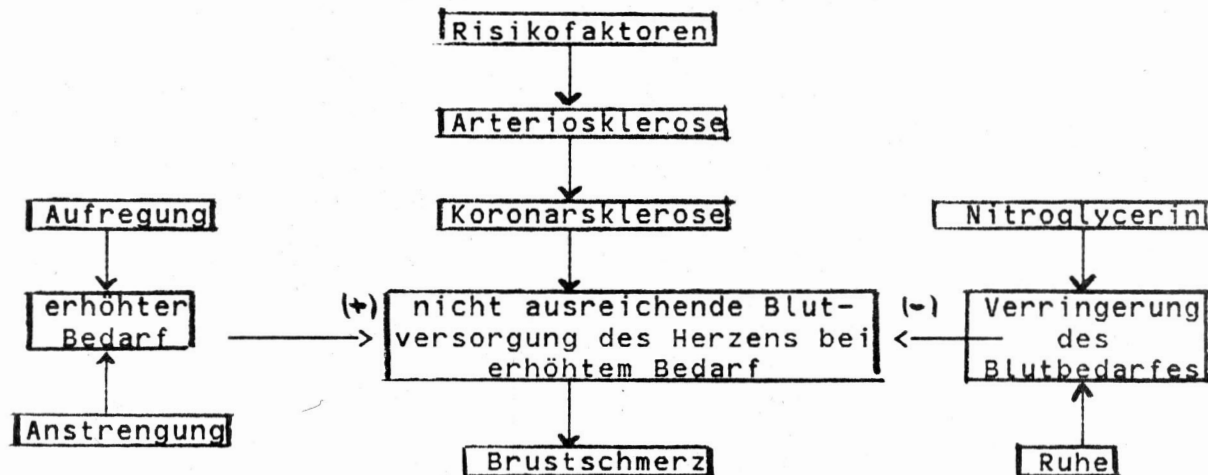 Risikofaktoren
Arteriosklerose
Aufregung
Koronarsklerose
Nitroglycerin
erhöhter
Bedarf
(+)
nicht ausreichende Blut-
versorgung des Herzens bei
erhöhtem Bedarf
(-)
Verringerung
des
Blutbedarfes
Anstrengung
Brustschmerz
Ruhe